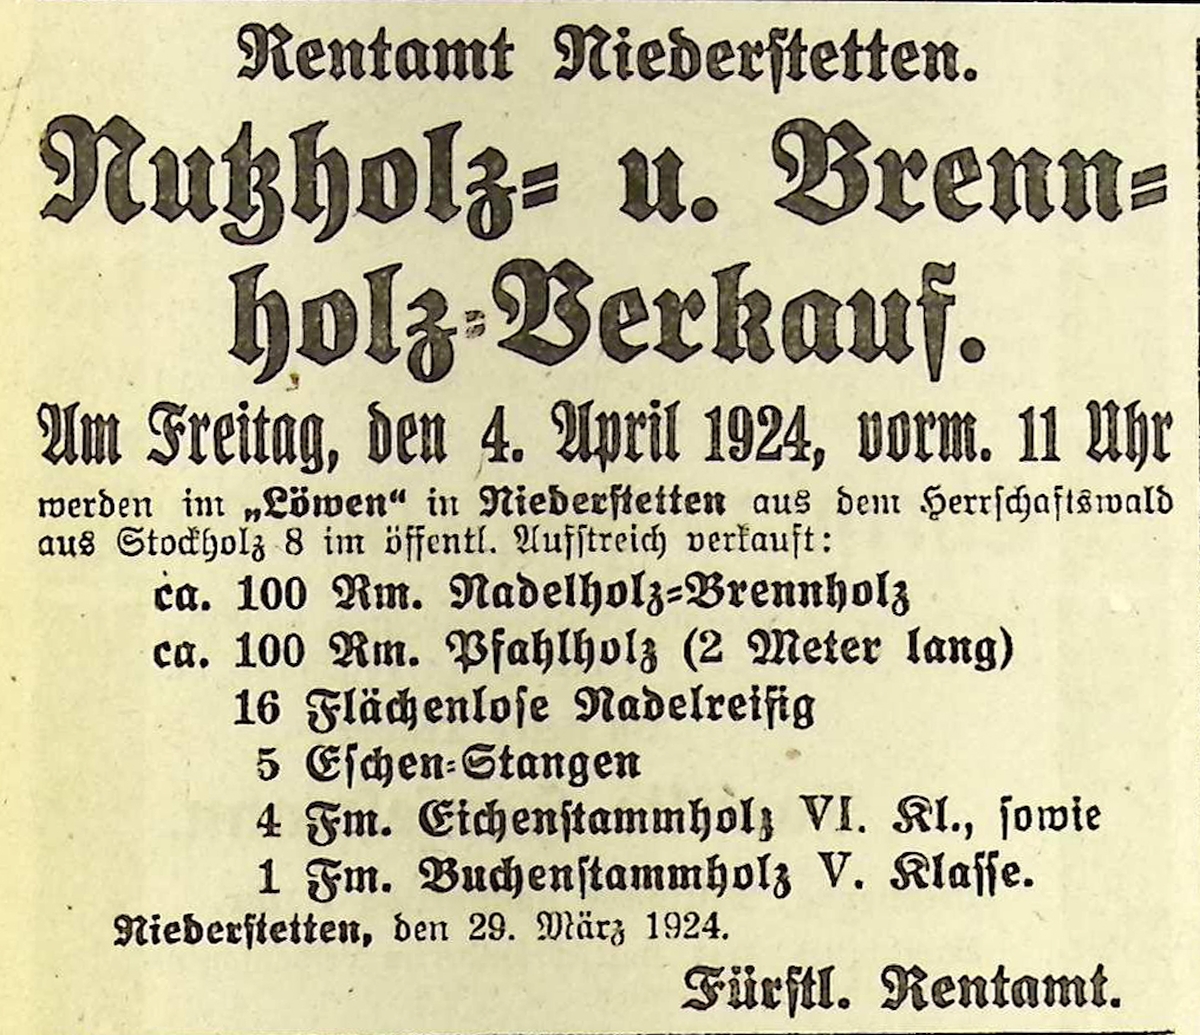 Rentamt Niederstetten.
Nutzholz- u. Brenn-
holz-Verkauf.
Am Freitag, den 4. April 1924, vorm. 11 Uhr
werden im „Löwen“ in Niederstetten aus dem Herrschaftswald
aus Stockholz 8 im öffentl. Aufstreich verkauft:
ca. 100 Rm. Nadelholz-Brennholz
ca. 100 Rm. Pfahlholz (2 Meter lang)
16 Flächenlose Nadelreisig
5 Eschen-Stangen
4 Fm. Eichenstammholz VI. Kl., sowie
1 Fm. Buchenstammholz V. Klasse.
Niederstetten, den 29. März 1924.
Fürstl. Rentamt.